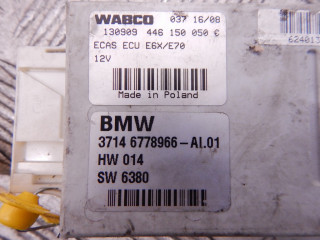 WABCO 037 16/08
130909 446 150 050 C
ECAS ECU E6X/E70
12V
Made in Poland
BMW
3714 6778966-AI.01
HW 014
SW 6380